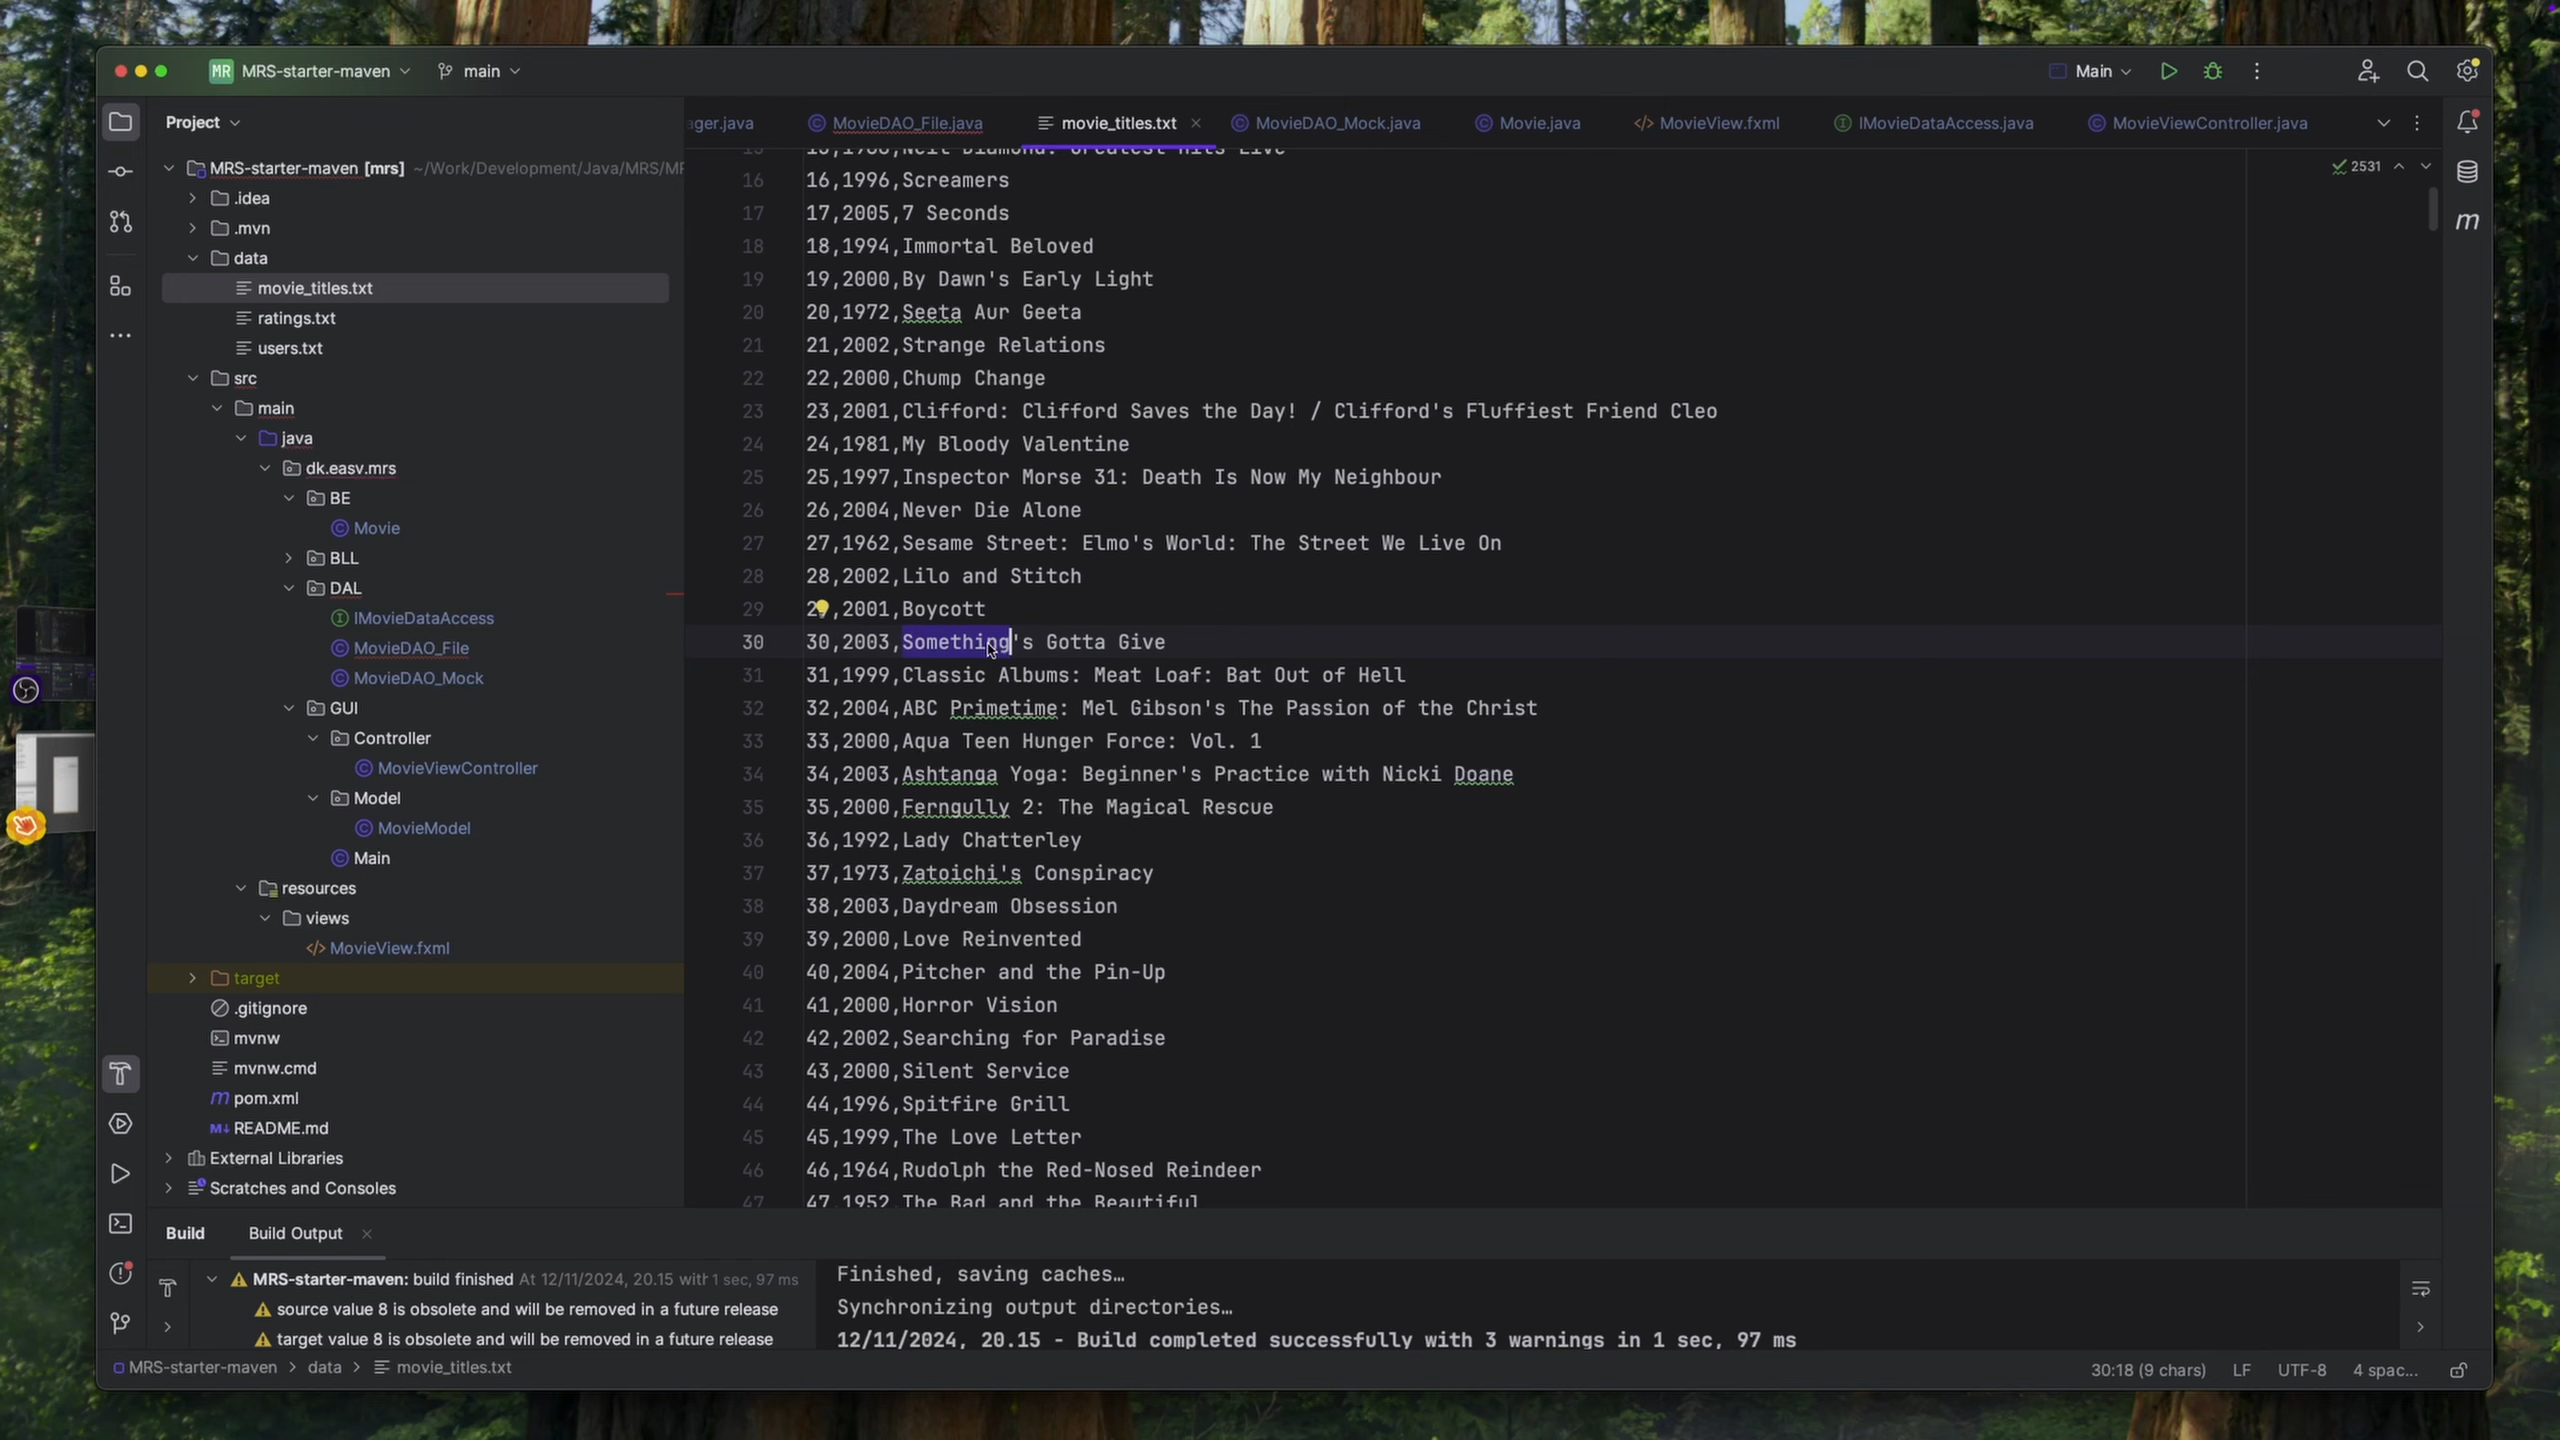 MR MRS-starter-maven main Main
Project
ager.java MovieDAO_File.java movie_titles.txt MovieDAO_Mock.java Movie.java MovieView.fxml IMovieDataAccess.java MovieViewController.java
2531
MRS-starter-maven [mrs] ~/Work/Development/Java/MRS/MR
.idea
.mvn
data
movie_titles.txt
ratings.txt
users.txt
src
main
java
dk.easv.mrs
BE
Movie
BLL
DAL
IMovieDataAccess
MovieDAO_File
MovieDAO_Mock
GUI
Controller
MovieViewController
Model
MovieModel
Main
resources
views
MovieView.fxml
target
.gitignore
mvnw
mvnw.cmd
pom.xml
README.md
External Libraries
Scratches and Consoles
16 16,1996,Screamers
17 17,2005,7 Seconds
18 18,1994,Immortal Beloved
19 19,2000,By Dawn's Early Light
20 20,1972,Seeta Aur Geeta
21 21,2002,Strange Relations
22 22,2000,Chump Change
23 23,2001,Clifford: Clifford Saves the Day! / Clifford's Fluffiest Friend Cleo
24 24,1981,My Bloody Valentine
25 25,1997,Inspector Morse 31: Death Is Now My Neighbour
26 26,2004,Never Die Alone
27 27,1962,Sesame Street: Elmo's World: The Street We Live On
28 28,2002,Lilo and Stitch
29 29,2001,Boycott
30 30,2003,Something's Gotta Give
31 31,1999,Classic Albums: Meat Loaf: Bat Out of Hell
32 32,2004,ABC Primetime: Mel Gibson's The Passion of the Christ
33 33,2000,Aqua Teen Hunger Force: Vol. 1
34 34,2003,Ashtanga Yoga: Beginner's Practice with Nicki Doane
35 35,2000,Ferngully 2: The Magical Rescue
36 36,1992,Lady Chatterley
37 37,1973,Zatoichi's Conspiracy
38 38,2003,Daydream Obsession
39 39,2000,Love Reinvented
40 40,2004,Pitcher and the Pin-Up
41 41,2000,Horror Vision
42 42,2002,Searching for Paradise
43 43,2000,Silent Service
44 44,1996,Spitfire Grill
45 45,1999,The Love Letter
46 46,1964,Rudolph the Red-Nosed Reindeer
47 47,1952,The Bad and the Beautiful
Build Build Output
MRS-starter-maven: build finished At 12/11/2024, 20.15 with 1 sec, 97 ms
source value 8 is obsolete and will be removed in a future release
target value 8 is obsolete and will be removed in a future release
Finished, saving caches…
Synchronizing output directories…
12/11/2024, 20.15 - Build completed successfully with 3 warnings in 1 sec, 97 ms
MRS-starter-maven > data > movie_titles.txt 30:18 (9 chars) LF UTF-8 4 spac...